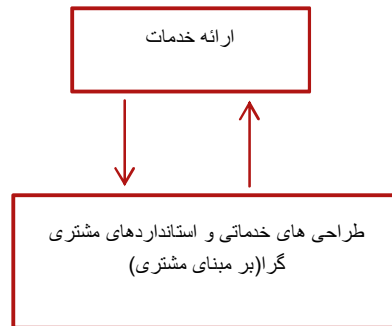 ارائه خدمات
طراحی های خدماتی و استانداردهای مشتری
گرا(بر مبنای مشتری)